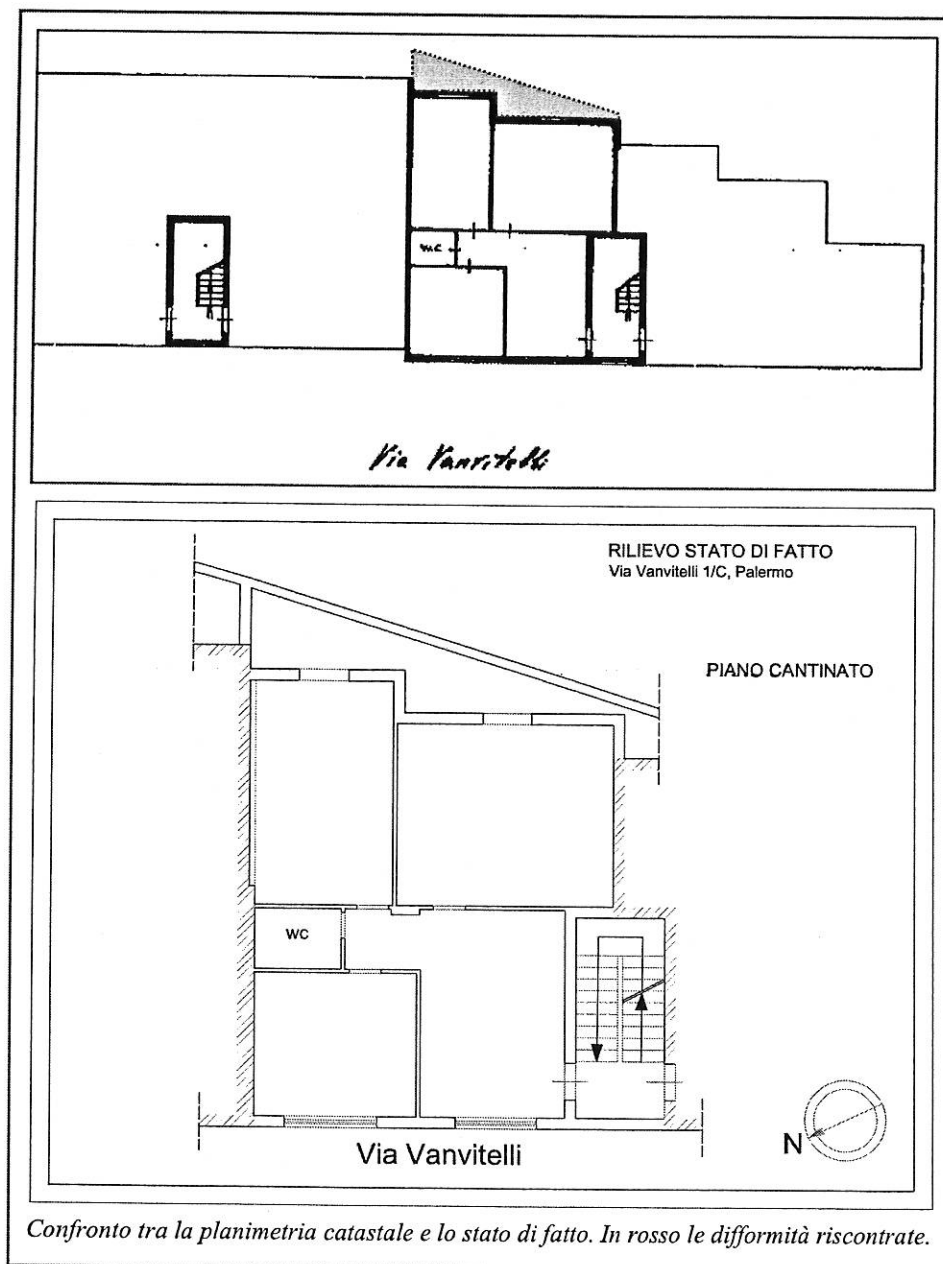 W.C
Via Vanvitelli
RILIEVO STATO DI FATTO
Via Vanvitelli 1/C, Palermo
PIANO CANTINATO
WC
N
Via Vanvitelli
Confronto tra la planimetria catastale e lo stato di fatto. In rosso le difformità riscontrate.